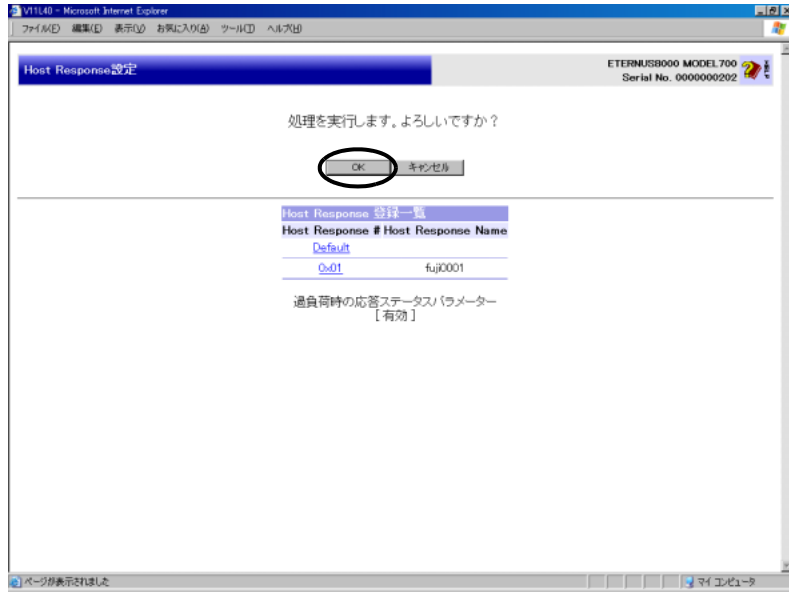 V11L40 - Microsoft Internet Explorer
ファイル(F) 編集(E) 表示(V) お気に入り(A) ツール(T) ヘルプ(H)
Host Response設定
ETERNUS8000 MODEL700
Serial No. 0000000202
処理を実行します。よろしいですか？
OK キャンセル
Host Response 登録一覧
Host Response # Host Response Name
Default
0x01 fuji0001
過負荷時の応答ステータスパラメーター
[ 有効 ]
ページが表示されました
マイ コンピュータ